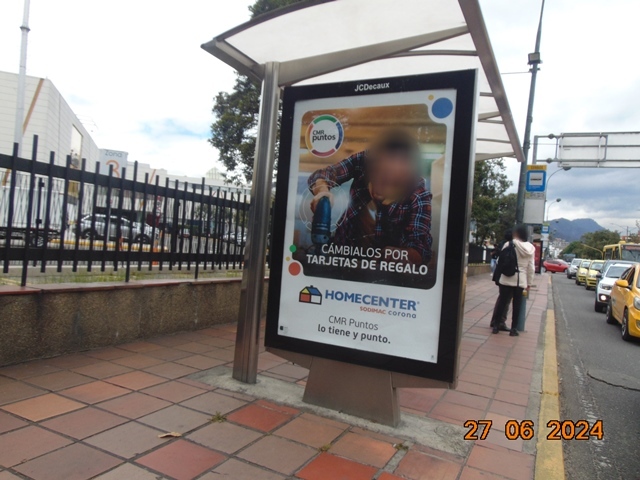 JCDecaux
CMR
puntos
CÁMBIALOS POR
TARJETAS DE REGALO
HOMECENTER
SODIMAC corona
CMR Puntos
lo tiene y punto.
27 06 2024